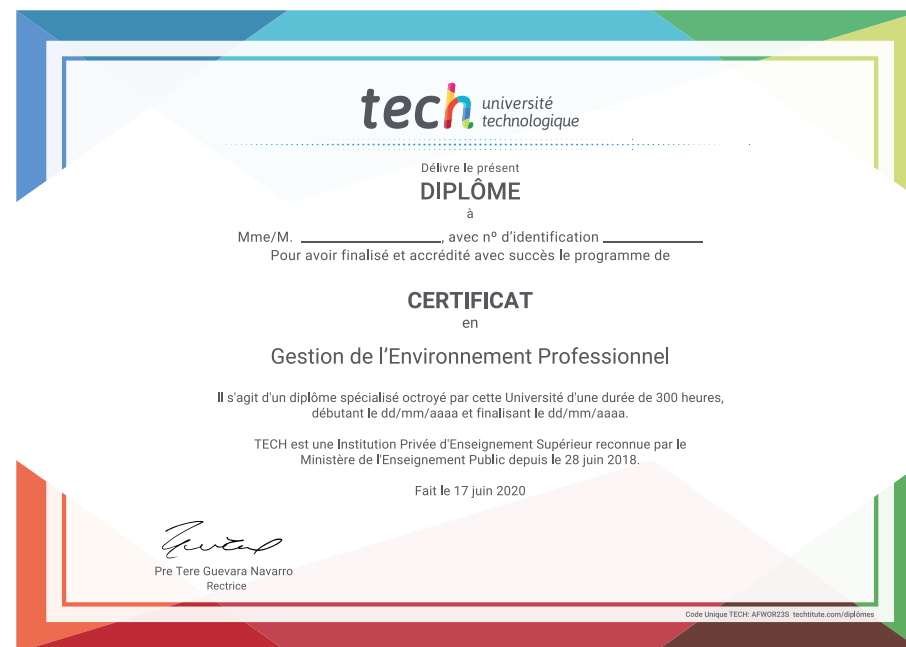 tech université
technologique
Délivre le présent
DIPLÔME
à
Mme/M. ____________________, avec nº d'identification ______________
Pour avoir finalisé et accrédité avec succès le programme de
CERTIFICAT
en
Gestion de l'Environnement Professionnel
Il s'agit d'un diplôme spécialisé octroyé par cette Université d'une durée de 300 heures,
débutant le dd/mm/aaaa et finalisant le dd/mm/aaaa.
TECH est une Institution Privée d'Enseignement Supérieur reconnue par le
Ministère de l'Enseignement Public depuis le 28 juin 2018.
Fait le 17 juin 2020
Pre Tere Guevara Navarro
Rectrice
Code Unique TECH: AFWOR23S techtitute.com/diplômes